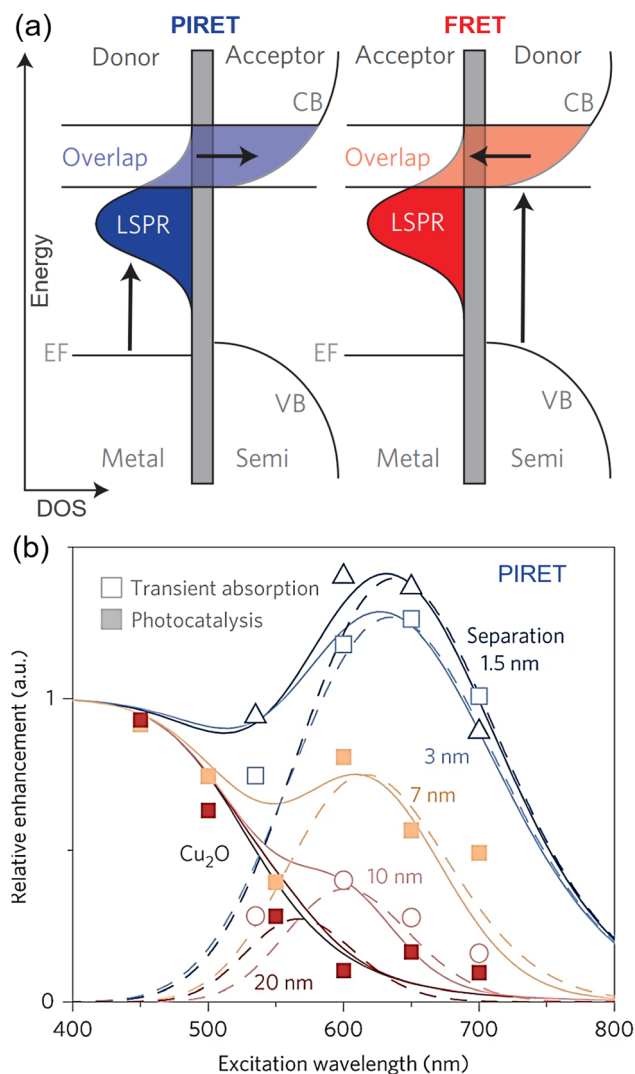 (a)
PIRET
FRET
Donor
Acceptor
Acceptor
Donor
CB
CB
Overlap
Overlap
LSPR
LSPR
Energy
EF
EF
VB
VB
Metal
Semi
Metal
Semi
DOS
(b)
PIRET
Transient absorption
Photocatalysis
Separation
1.5 nm
3 nm
7 nm
Cu₂O
10 nm
20 nm
1
0
Relative enhancement (a.u.)
400
500
600
700
800
Excitation wavelength (nm)